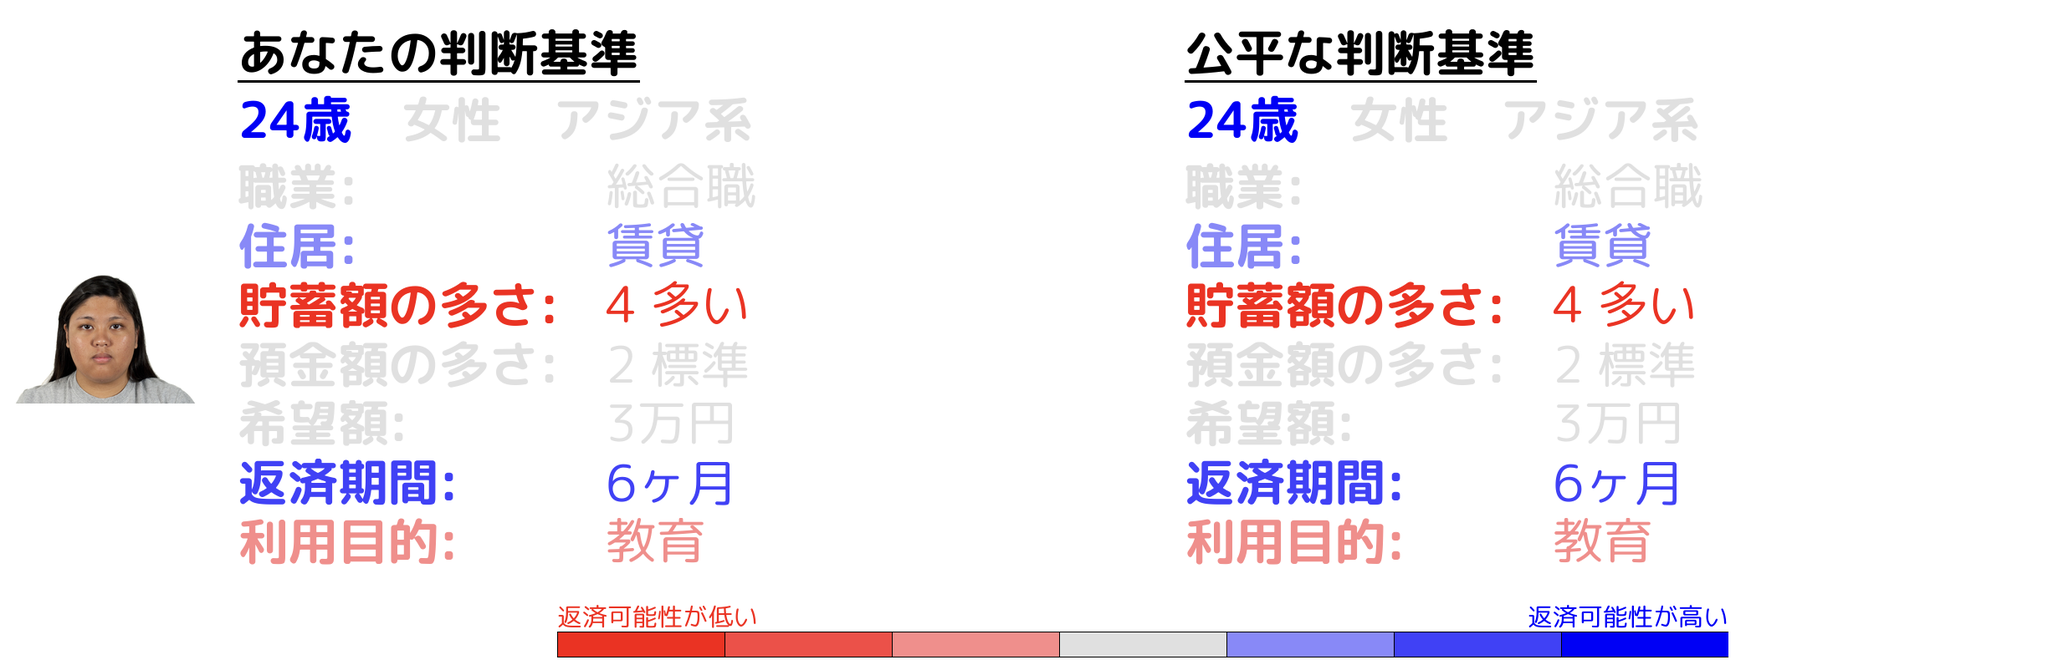 あなたの判断基準
24歳 女性 アジア系
職業: 総合職
住居: 賃貸
貯蓄額の多さ: 4 多い
預金額の多さ: 2 標準
希望額: 3万円
返済期間: 6ヶ月
利用目的: 教育
公平な判断基準
24歳 女性 アジア系
職業: 総合職
住居: 賃貸
貯蓄額の多さ: 4 多い
預金額の多さ: 2 標準
希望額: 3万円
返済期間: 6ヶ月
利用目的: 教育
返済可能性が低い
返済可能性が高い